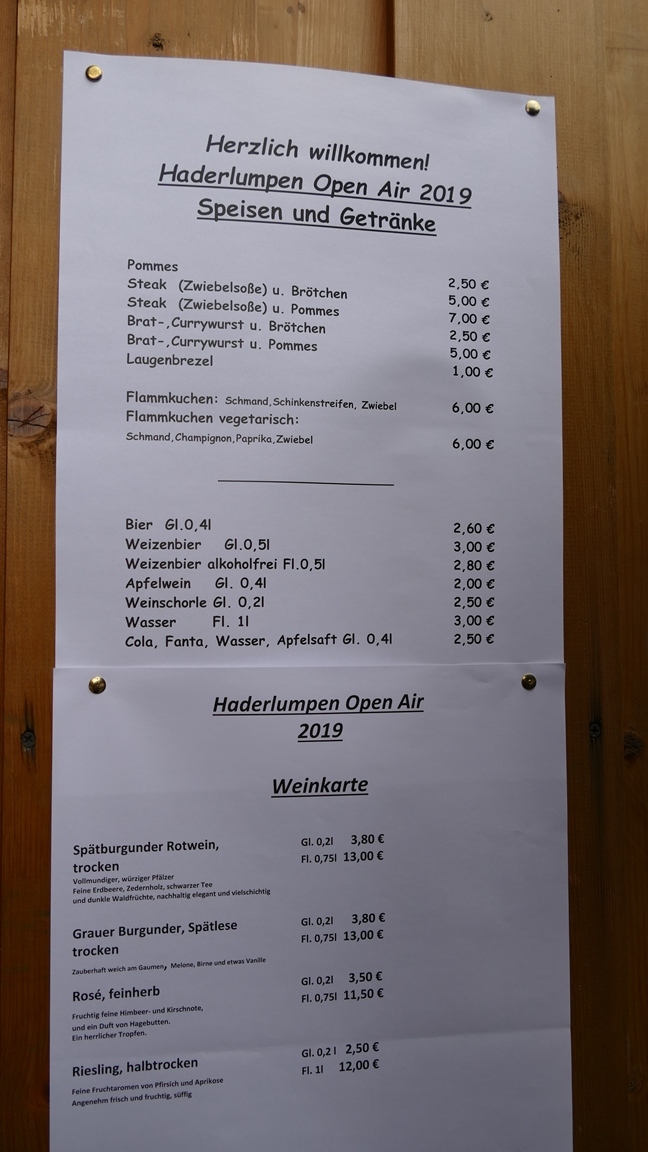 Herzlich willkommen!
Haderlumpen Open Air 2019
Speisen und Getränke
Pommes 2,50 €
Steak (Zwiebelsoße) u. Brötchen 5,00 €
Steak (Zwiebelsoße) u. Pommes 7,00 €
Brat-,Currywurst u. Brötchen 2,50 €
Brat-,Currywurst u. Pommes 5,00 €
Laugenbrezel 1,00 €
Flammkuchen: Schmand,Schinkenstreifen, Zwiebel 6,00 €
Flammkuchen vegetarisch:
Schmand,Champignon,Paprika,Zwiebel 6,00 €
Bier Gl.0,4l 2,60 €
Weizenbier Gl.0,5l 3,00 €
Weizenbier alkoholfrei Fl.0,5l 2,80 €
Apfelwein Gl. 0,4l 2,00 €
Weinschorle Gl. 0,2l 2,50 €
Wasser Fl. 1l 3,00 €
Cola, Fanta, Wasser, Apfelsaft Gl. 0,4l 2,50 €
Haderlumpen Open Air
2019
Weinkarte
Spätburgunder Rotwein, Gl. 0,2l 3,80 €
trocken Fl. 0,75l 13,00 €
Vollmundiger, würziger Pfälzer
Feine Erdbeere, Zedernholz, schwarzer Tee
und dunkle Waldfrüchte, nachhaltig elegant und vielschichtig
Grauer Burgunder, Spätlese Gl. 0,2l 3,80 €
trocken Fl. 0,75l 13,00 €
Zauberhaft weich am Gaumen, Melone, Birne und etwas Vanille
Rosé, feinherb Gl. 0,2l 3,50 €
Fl. 0,75l 11,50 €
Fruchtig feine Himbeer- und Kirschnote,
und ein Duft von Hagebutten.
Ein herrlicher Tropfen.
Riesling, halbtrocken Gl. 0,2 l 2,50 €
Fl. 1l 12,00 €
Feine Fruchtaromen von Pfirsich und Aprikose
Angenehm frisch und fruchtig, süffig